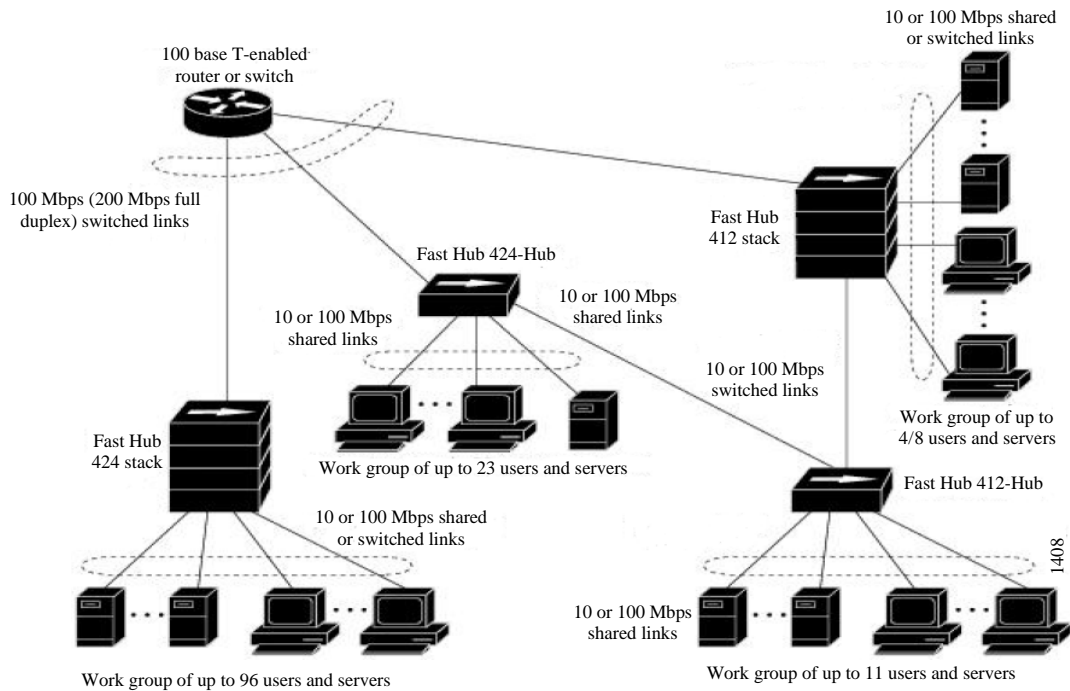 10 or 100 Mbps shared
or switched links
100 base T-enabled
router or switch
100 Mbps (200 Mbps full
duplex) switched links
Fast Hub
412 stack
Fast Hub 424-Hub
10 or 100 Mbps
shared links
10 or 100 Mbps
shared links
10 or 100 Mbps
switched links
Work group of up to
4/8 users and servers
Fast Hub
424 stack
Work group of up to 23 users and servers
Fast Hub 412-Hub
10 or 100 Mbps shared
or switched links
1408
10 or 100 Mbps
shared links
Work group of up to 96 users and servers
Work group of up to 11 users and servers